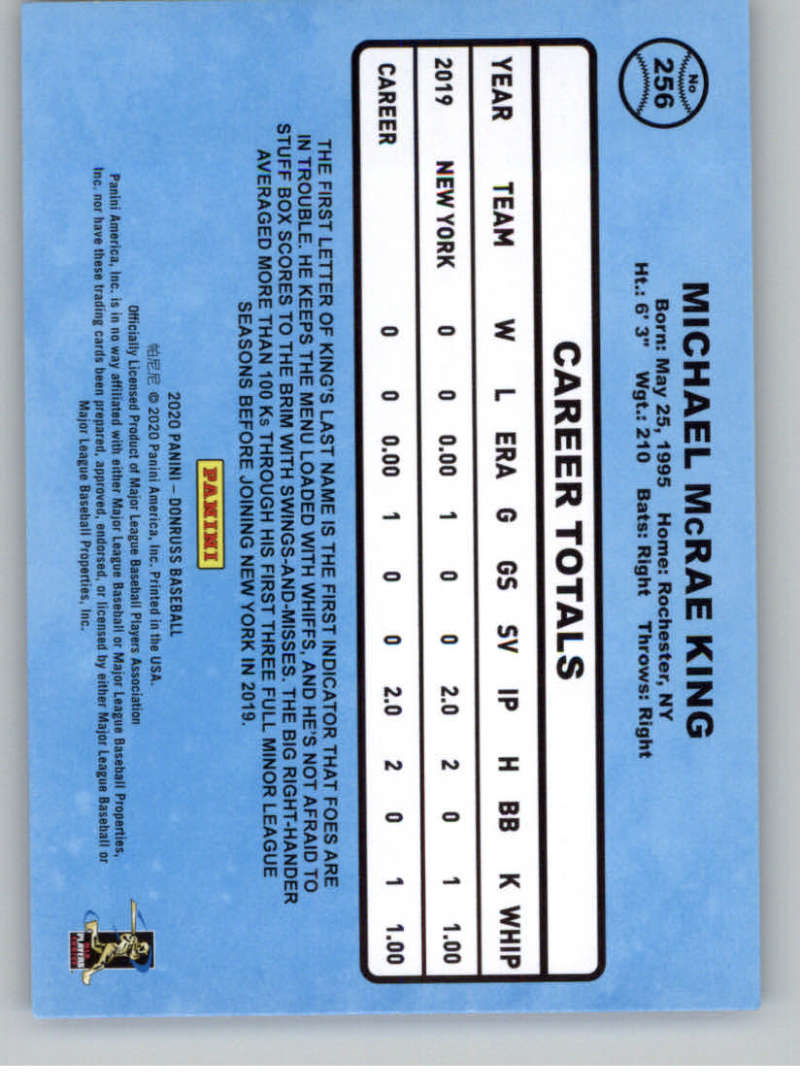 No
256
MICHAEL McRAE KING
Born: May 25, 1995 Home: Rochester, NY
Ht.: 6' 3" Wgt.: 210 Bats: Right Throws: Right
CAREER TOTALS
YEAR TEAM W L ERA G GS SV IP H BB K WHIP
2019 NEW YORK 0 0 0.00 1 0 0 2.0 2 0 1 1.00
CAREER 0 0 0.00 1 0 0 2.0 2 0 1 1.00
THE FIRST LETTER OF KING'S LAST NAME IS THE FIRST INDICATOR THAT FOES ARE
IN TROUBLE. HE KEEPS THE MENU LOADED WITH WHIFFS, AND HE'S NOT AFRAID TO
STUFF BOX SCORES TO THE BRIM WITH SWINGS-AND-MISSES. THE BIG RIGHT-HANDER
AVERAGED MORE THAN 100 Ks THROUGH HIS FIRST THREE FULL MINOR LEAGUE
SEASONS BEFORE JOINING NEW YORK IN 2019.
PANINI
2020 PANINI – DONRUSS BASEBALL
帕尼尼 © 2020 Panini America, Inc. Printed in the USA.
Officially Licensed Product of Major League Baseball Players Association
Panini America, Inc. is in no way affiliated with either Major League Baseball or Major League Baseball Properties,
Inc. nor have these trading cards been prepared, approved, endorsed, or licensed by either Major League Baseball or
Major League Baseball Properties, Inc.
PLAYERS